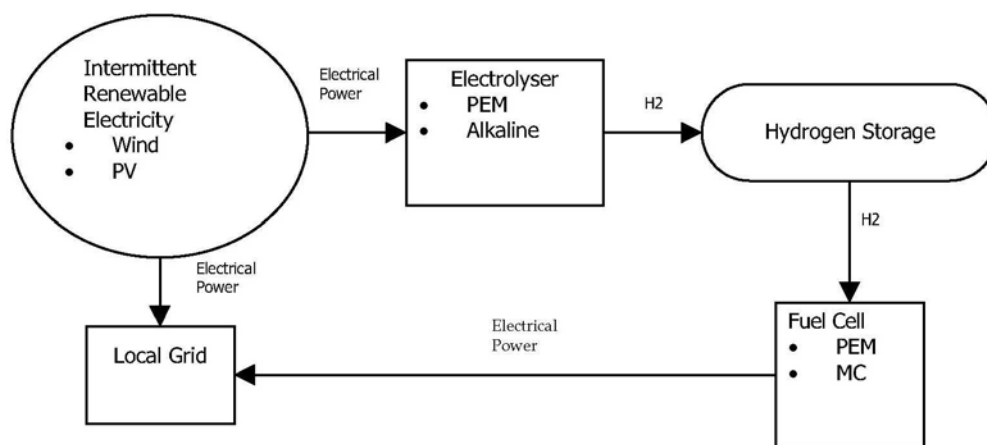 Intermittent
Renewable
Electricity
• Wind
• PV
Electrical
Power
Electrolyser
• PEM
• Alkaline
H2
Hydrogen Storage
H2
Electrical
Power
Local Grid
Electrical
Power
Fuel Cell
• PEM
• MC